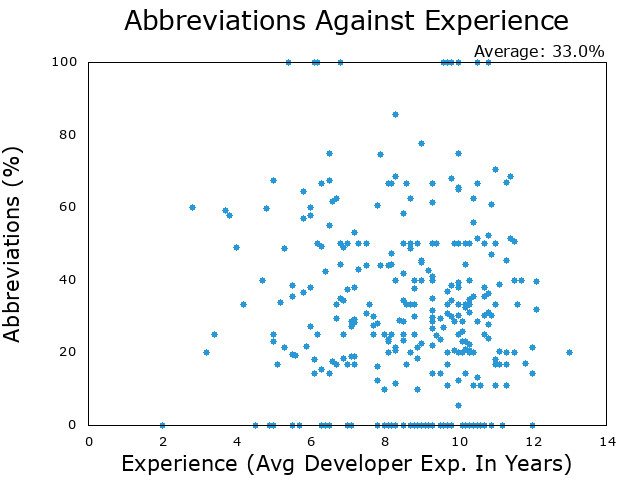 Abbreviations Against Experience
Average: 33.0%
100
80
60
40
20
0
Abbreviations (%)
0 2 4 6 8 10 12 14
Experience (Avg Developer Exp. In Years)